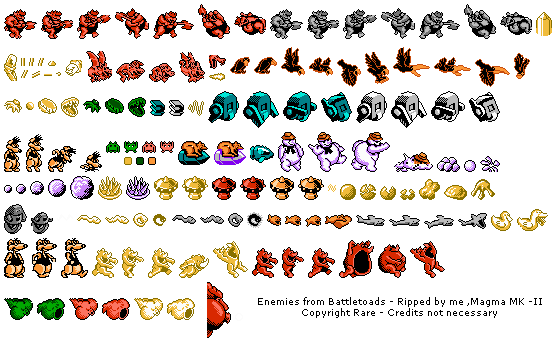 Enemies from Battletoads - Ripped by me ,Magma MK -II
Copyright Rare - Credits not necessary